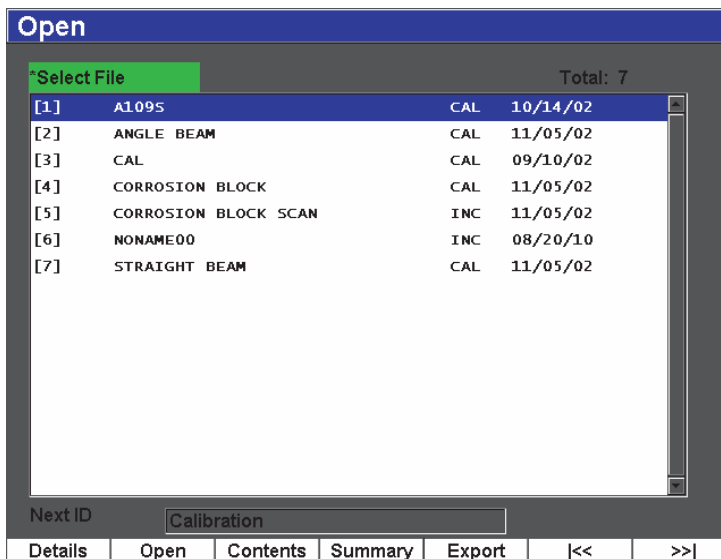 Open
*Select File Total: 7
[1] A109S CAL 10/14/02
[2] ANGLE BEAM CAL 11/05/02
[3] CAL CAL 09/10/02
[4] CORROSION BLOCK CAL 11/05/02
[5] CORROSION BLOCK SCAN INC 11/05/02
[6] NONAME00 INC 08/20/10
[7] STRAIGHT BEAM CAL 11/05/02
Next ID Calibration
Details Open Contents Summary Export |<< >>|